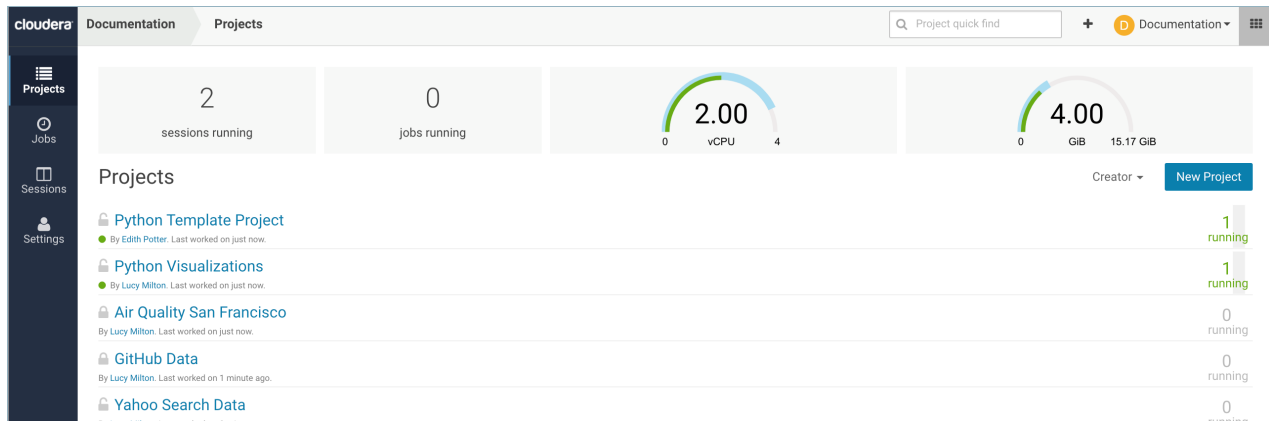 cloudera
Documentation Projects
Project quick find
D Documentation
Projects
Jobs
Sessions
Settings
2
sessions running
0
jobs running
2.00
0 vCPU 4
4.00
0 GiB 15.17 GiB
Projects
Creator
New Project
Python Template Project
1
By Edith Potter. Last worked on just now.
running
Python Visualizations
1
By Lucy Milton. Last worked on just now.
running
Air Quality San Francisco
0
By Lucy Milton. Last worked on just now.
running
GitHub Data
0
By Lucy Milton. Last worked on 1 minute ago.
running
Yahoo Search Data
0